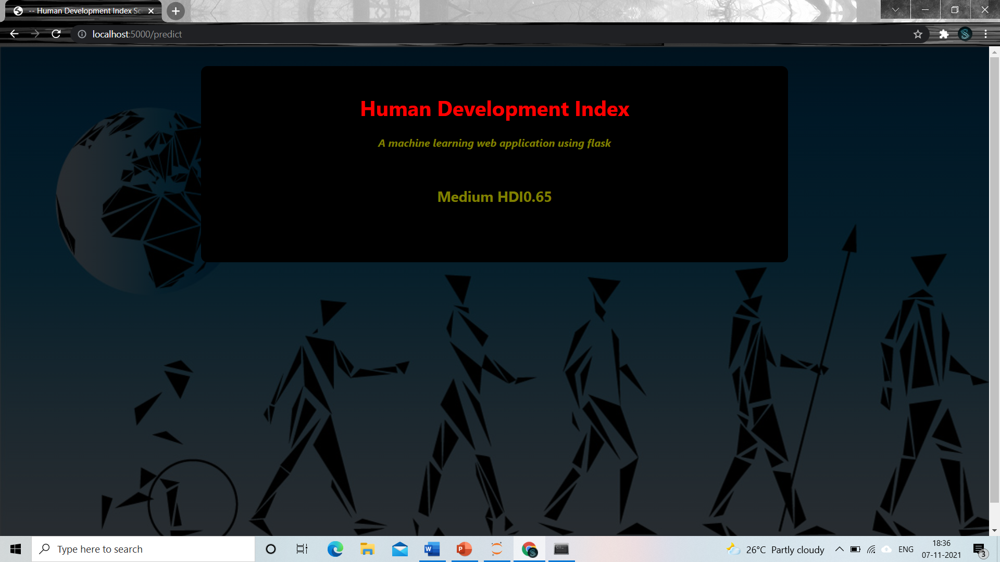 -- Human Development Index Sc
localhost:5000/predict
Human Development Index
A machine learning web application using flask
Medium HDI0.65
Type here to search
26°C Partly cloudy
ENG
18:36
07-11-2021
3